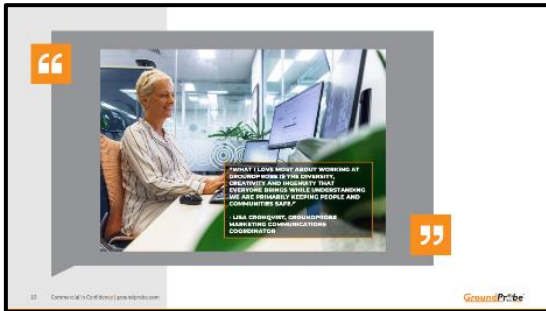 “
"WHAT I LOVE MOST ABOUT WORKING AT
GROUNDPROBE IS THE DIVERSITY,
CREATIVITY AND INGENUITY THAT
EVERYONE BRINGS WHILE UNDERSTANDING
WE ARE PRIMARILY KEEPING PEOPLE AND
COMMUNITIES SAFE."
- LISA CRONQVIST, GROUNDPROBE
MARKETING COMMUNICATIONS
COORDINATOR
”
Commercial in Confidence | groundprobe.com
GroundProbe